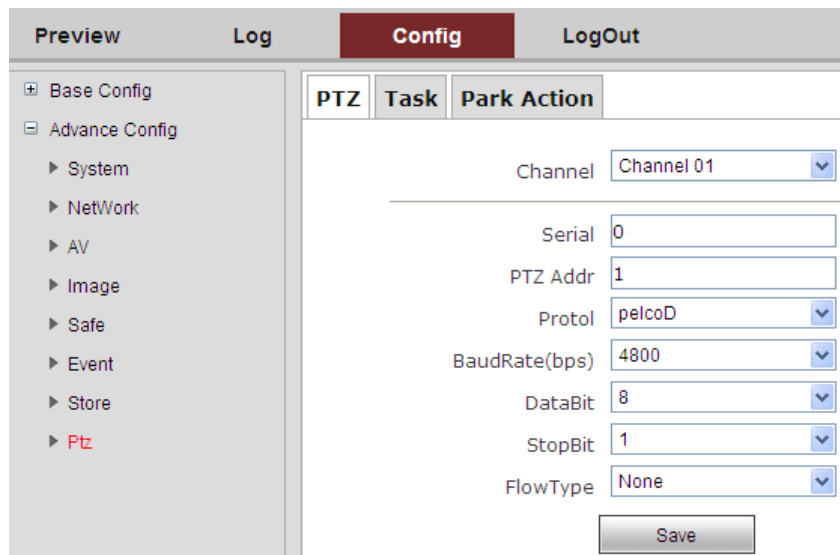 Preview Log Config LogOut
Base Config
Advance Config
System
NetWork
AV
Image
Safe
Event
Store
Ptz
PTZ Task Park Action
Channel Channel 01
Serial 0
PTZ Addr 1
Protol pelcoD
BaudRate(bps) 4800
DataBit 8
StopBit 1
FlowType None
Save